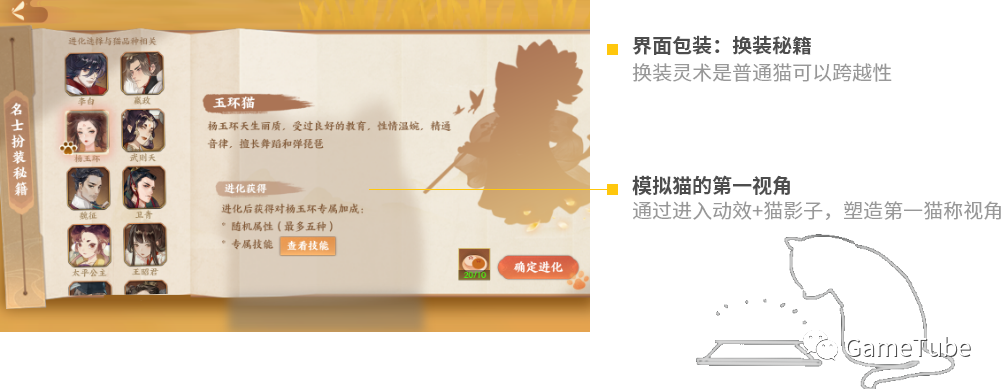 进化选择与猫品种相关
名士扮装秘籍
李白
嬴政
杨玉环
武则天
魏征
卫青
太平公主
王昭君
玉环猫
杨玉环天生丽质，受过良好的教育，性情温婉，精通
音律，擅长舞蹈和弹琵琶
进化获得
进化后获得对杨玉环专属加成：
* 随机属性（最多五种）
* 专属技能 查看技能
20/10
确定进化
界面包装：换装秘籍
换装灵术是普通猫可以跨越性
模拟猫的第一视角
通过进入动效+猫影子，塑造第一猫称视角
GameTube